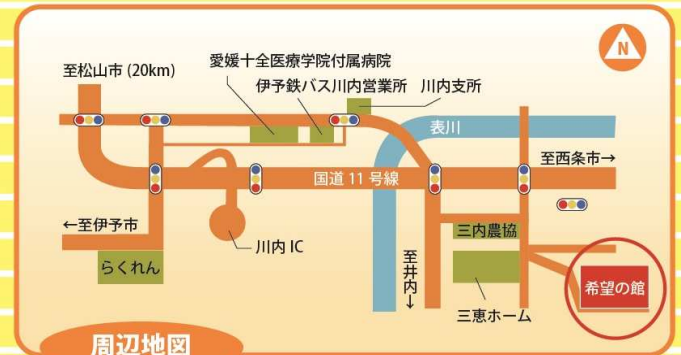 N
愛媛十全医療学院付属病院
至松山市 (20km)
伊予鉄バス川内営業所
川内支所
表川
至西条市→
国道 11 号線
←至伊予市
三内農協
川内 IC
至井内↓
らくれん
希望の館
三恵ホーム
周辺地図